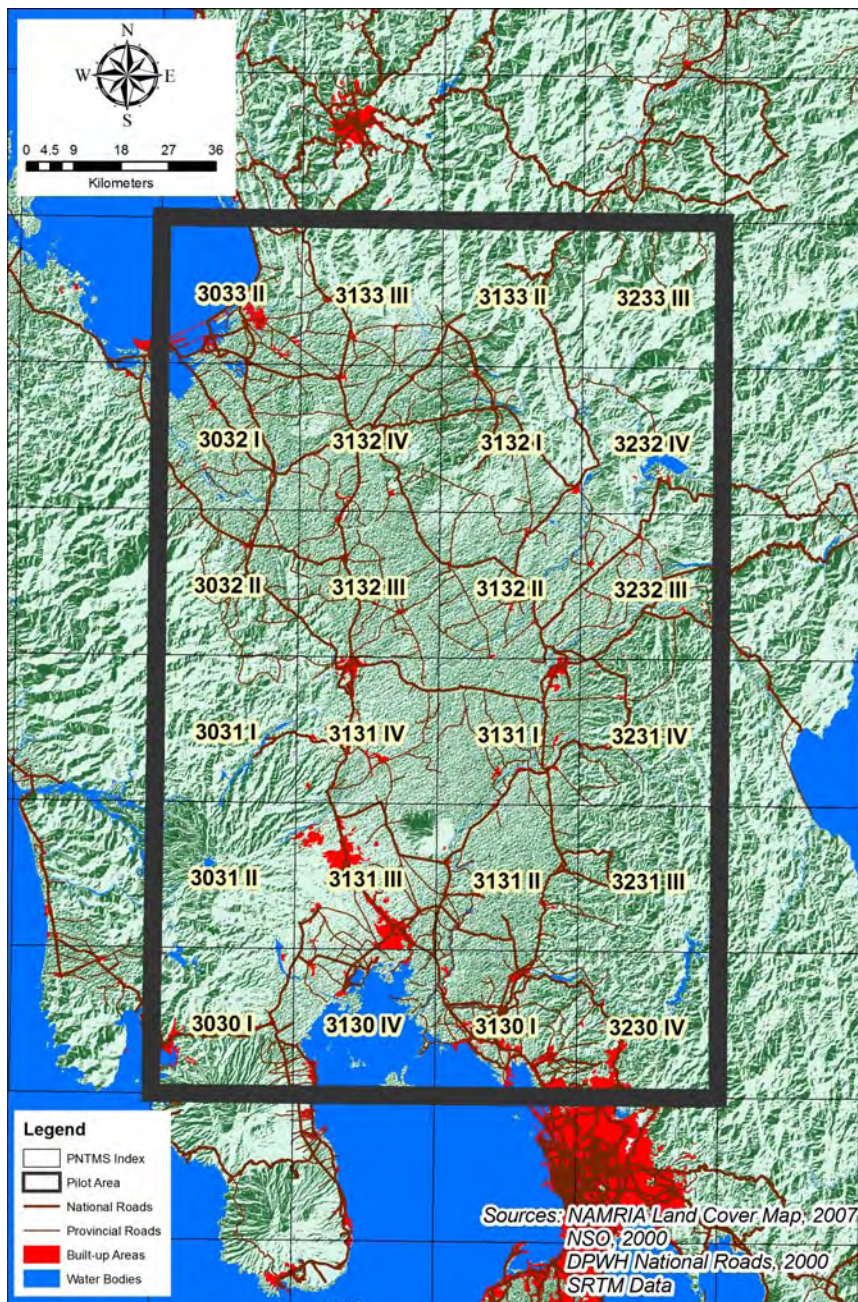 N
W E
S
0 4.5 9 18 27 36
Kilometers
3033 II 3133 III 3133 II 3233 III
3032 I 3132 IV 3132 I 3232 IV
3032 II 3132 III 3132 II 3232 III
3031 I 3131 IV 3131 I 3231 IV
3031 II 3131 III 3131 II 3231 III
3030 I 3130 IV 3130 I 3230 IV
Legend
PNTMS Index
Pilot Area
National Roads
Provincial Roads
Built-up Areas
Water Bodies
Sources: NAMRIA Land Cover Map, 2007
NSO, 2000
DPWH National Roads, 2000
SRTM Data